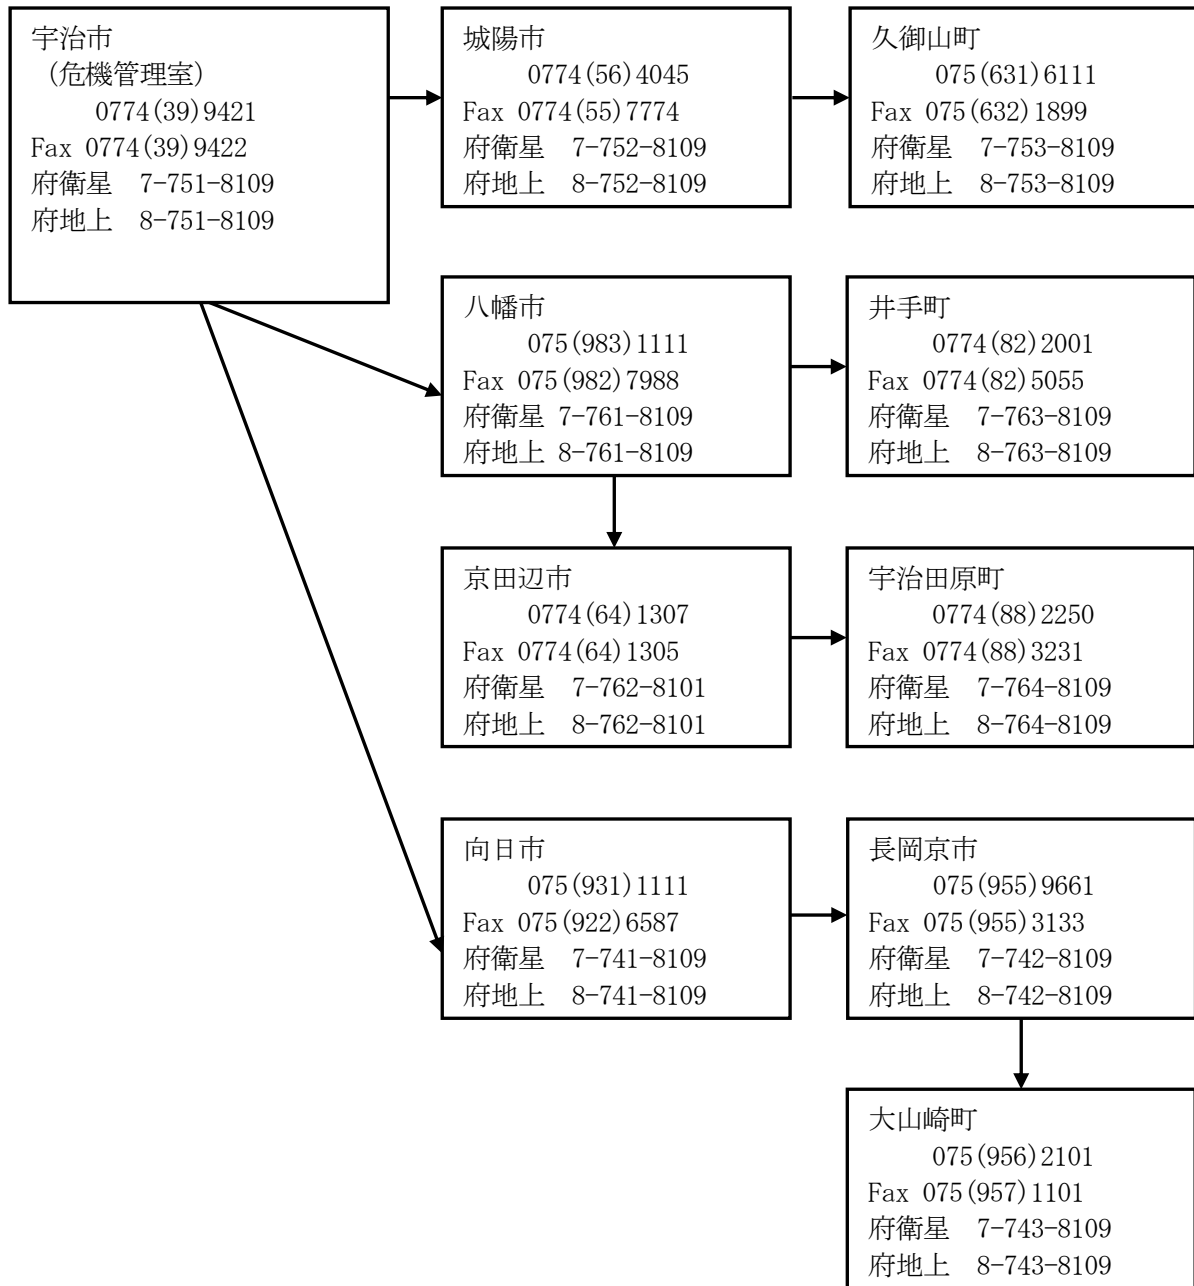 宇治市
（危機管理室）
0774(39)9421
Fax 0774(39)9422
府衛星　7-751-8109
府地上　8-751-8109
城陽市
0774(56)4045
Fax 0774(55)7774
府衛星　7-752-8109
府地上　8-752-8109
久御山町
075(631)6111
Fax 075(632)1899
府衛星　7-753-8109
府地上　8-753-8109
八幡市
075(983)1111
Fax 075(982)7988
府衛星 7-761-8109
府地上 8-761-8109
井手町
0774(82)2001
Fax 0774(82)5055
府衛星　7-763-8109
府地上　8-763-8109
京田辺市
0774(64)1307
Fax 0774(64)1305
府衛星　7-762-8101
府地上　8-762-8101
宇治田原町
0774(88)2250
Fax 0774(88)3231
府衛星　7-764-8109
府地上　8-764-8109
向日市
075(931)1111
Fax 075(922)6587
府衛星　7-741-8109
府地上　8-741-8109
長岡京市
075(955)9661
Fax 075(955)3133
府衛星　7-742-8109
府地上　8-742-8109
大山崎町
075(956)2101
Fax 075(957)1101
府衛星　7-743-8109
府地上　8-743-8109